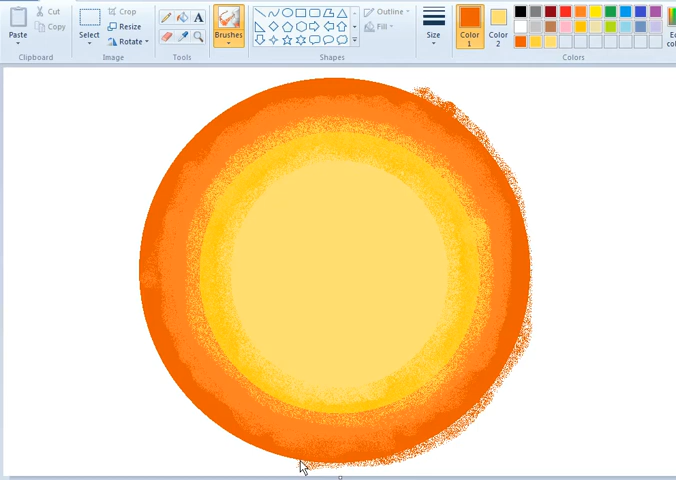 Cut
Copy
Paste
Clipboard
Crop
Resize
Rotate
Select
Image
A
Tools
Brushes
Shapes
Outline
Fill
Size
Color
1
Color
2
Colors